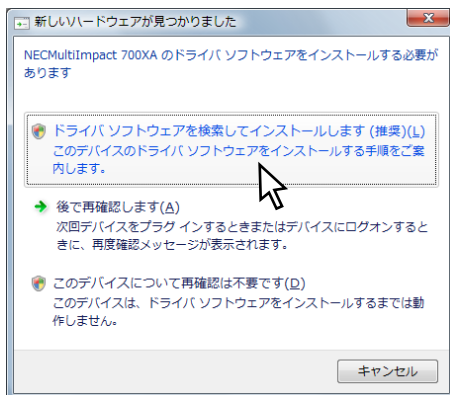 新しいハードウェアが見つかりました
NECMultiImpact 700XA のドライバ ソフトウェアをインストールする必要が
あります
ドライバ ソフトウェアを検索してインストールします (推奨)(L)
このデバイスのドライバ ソフトウェアをインストールする手順をご案
内します。
後で再確認します(A)
次回デバイスをプラグ インするときまたはデバイスにログオンすると
きに、再度確認メッセージが表示されます。
このデバイスについて再確認は不要です(D)
このデバイスは、ドライバ ソフトウェアをインストールするまでは動
作しません。
キャンセル